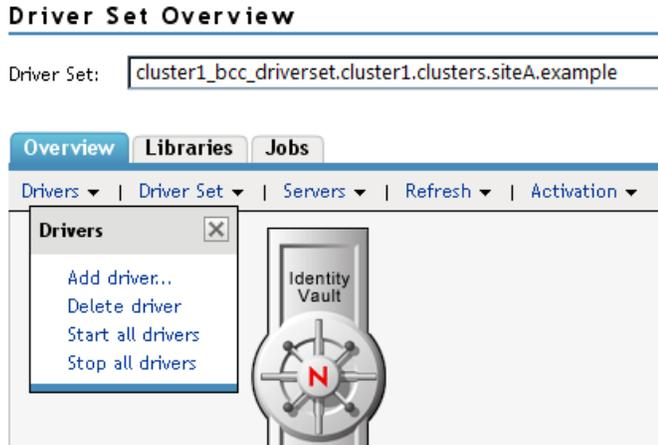 Driver Set Overview
Driver Set: cluster1_bcc_driverset.cluster1.clusters.siteA.example
Overview Libraries Jobs
Drivers | Driver Set | Servers | Refresh | Activation
Drivers
Add driver...
Delete driver
Start all drivers
Stop all drivers
Identity
Vault
N